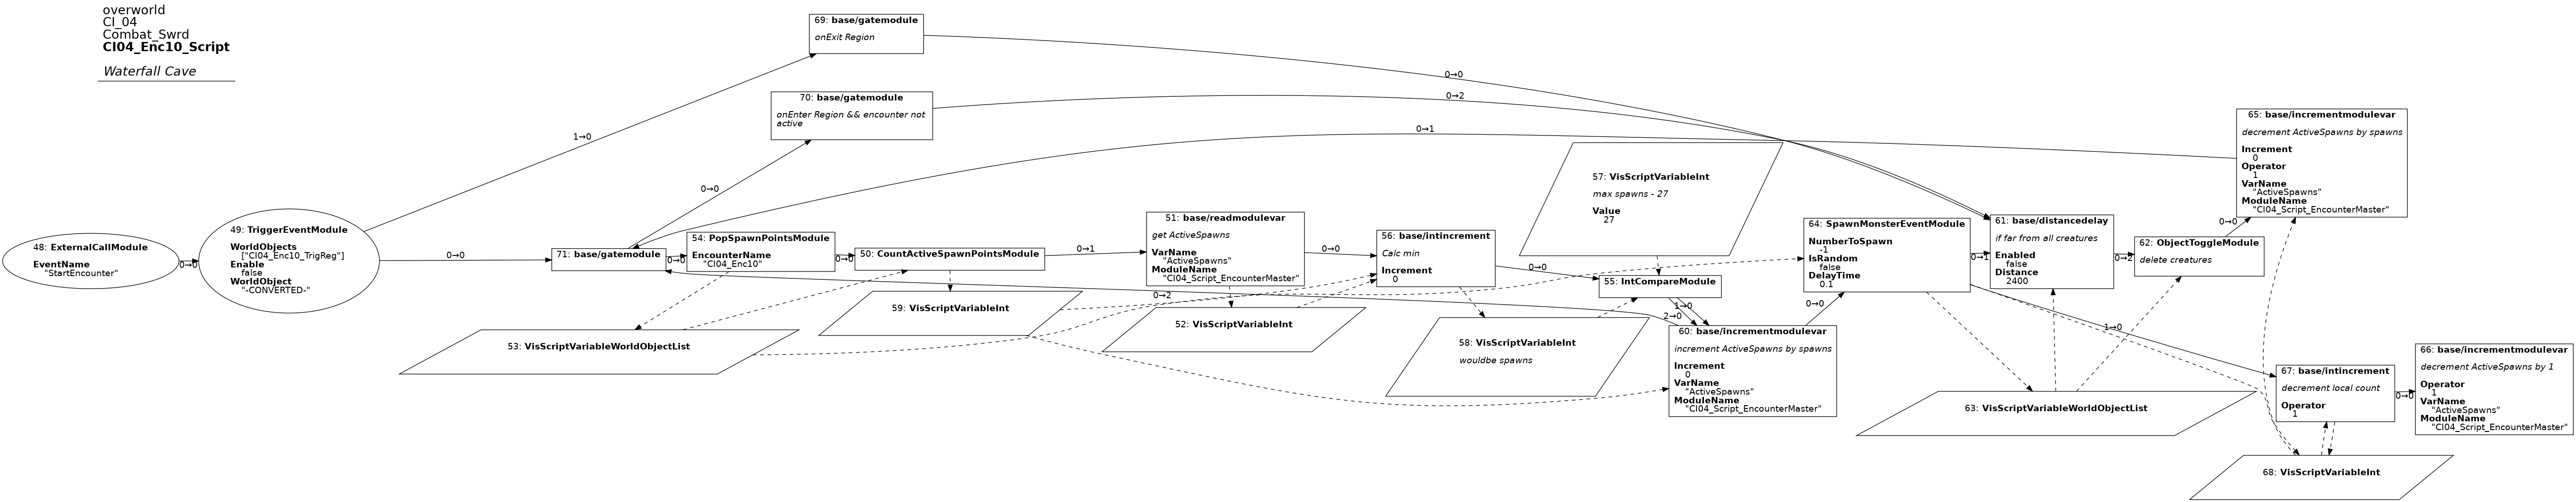 overworld
CI_04
Combat_Swrd
CI04_Enc10_Script
Waterfall Cave
69: base/gatemodule
onExit Region
0→0
70: base/gatemodule
onEnter Region && encounter not
active
0→2
1→0
0→1
65: base/incrementmodulevar
decrement ActiveSpawns by spawns
Increment
0
Operator
1
VarName
"ActiveSpawns"
ModuleName
"CI04_Script_EncounterMaster"
57: VisScriptVariableInt
max spawns - 27
Value
27
0→0
48: ExternalCallModule
EventName
"StartEncounter"
0→0
49: TriggerEventModule
WorldObjects
["CI04_Enc10_TrigReg"]
Enable
false
WorldObject
"-CONVERTED-"
0→0
71: base/gatemodule
0→0
54: PopSpawnPointsModule
EncounterName
"CI04_Enc10"
0→0
50: CountActiveSpawnPointsModule
0→1
51: base/readmodulevar
get ActiveSpawns
VarName
"ActiveSpawns"
ModuleName
"CI04_Script_EncounterMaster"
0→0
56: base/intincrement
Calc min
Increment
0
0→0
55: IntCompareModule
64: SpawnMonsterEventModule
NumberToSpawn
-1
IsRandom
false
DelayTime
0.1
0→1
61: base/distancedelay
if far from all creatures
Enabled
false
Distance
2400
0→2
62: ObjectToggleModule
delete creatures
0→0
0→2
1→0
2→0
0→0
59: VisScriptVariableInt
52: VisScriptVariableInt
53: VisScriptVariableWorldObjectList
58: VisScriptVariableInt
wouldbe spawns
60: base/incrementmodulevar
increment ActiveSpawns by spawns
Increment
0
VarName
"ActiveSpawns"
ModuleName
"CI04_Script_EncounterMaster"
1→0
63: VisScriptVariableWorldObjectList
67: base/intincrement
decrement local count
Operator
1
0→0
66: base/incrementmodulevar
decrement ActiveSpawns by 1
Operator
1
VarName
"ActiveSpawns"
ModuleName
"CI04_Script_EncounterMaster"
68: VisScriptVariableInt